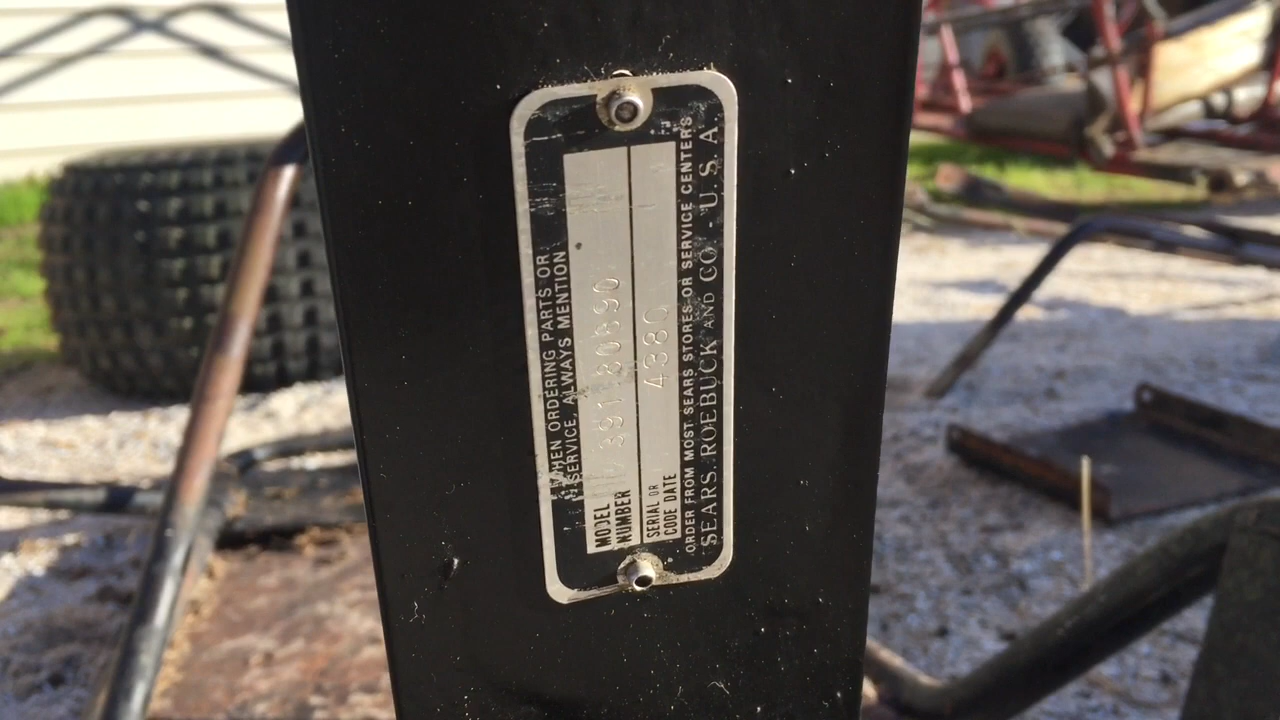 WHEN ORDERING PARTS OR
SERVICE, ALWAYS MENTION
MODEL
NUMBER
SERIAL OR
CODE DATE
4380
ORDER FROM MOST SEARS STORES OR SERVICE CENTERS
SEARS, ROEBUCK AND CO. - U.S.A.